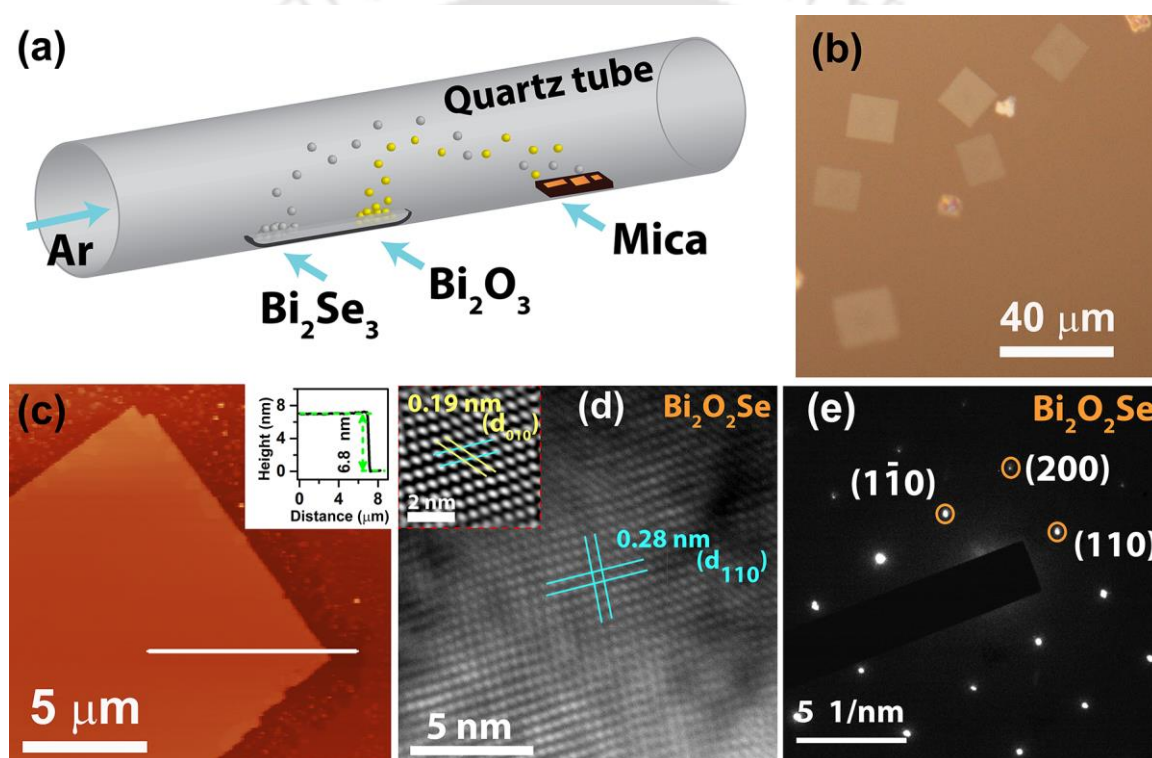 (a)
Quartz tube
Ar
Bi₂Se₃
Bi₂O₃
Mica
(b)
40 μm
(c)
Height (nm)
8
4
0
6.8 nm
0 4 8
Distance (μm)
5 μm
(d)
Bi₂O₂Se
0.19 nm
(d₀₁₀)
2 nm
0.28 nm
(d₁₁₀)
5 nm
(e)
Bi₂O₂Se
(11̄0)
(200)
(110)
5 1/nm